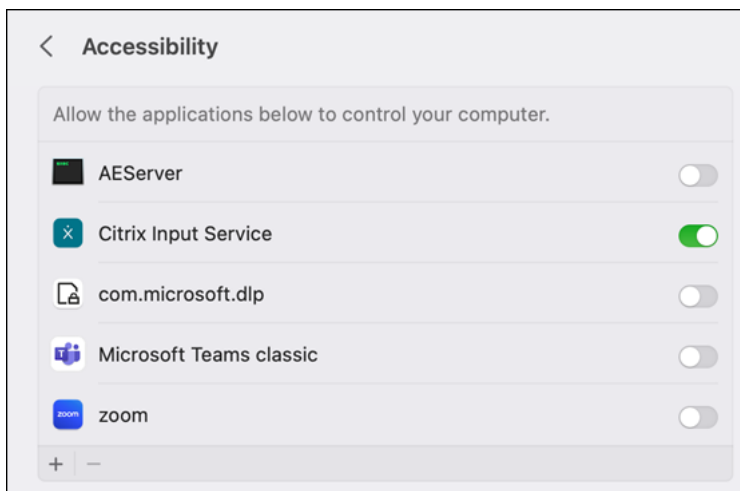 Accessibility
Allow the applications below to control your computer.
AEServer
Citrix Input Service
com.microsoft.dlp
Microsoft Teams classic
zoom zoom